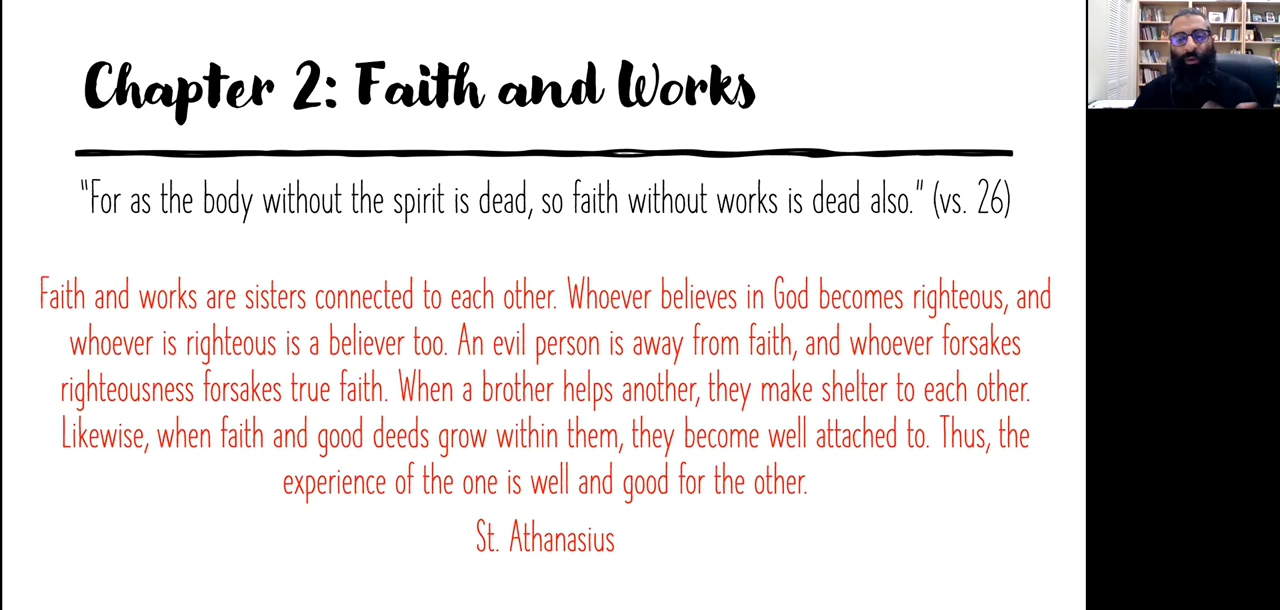 Chapter 2: Faith and Works
"For as the body without the spirit is dead, so faith without works is dead also." (vs. 26)
Faith and works are sisters connected to each other. Whoever believes in God becomes righteous, and
whoever is righteous is a believer too. An evil person is away from faith, and whoever forsakes
righteousness forsakes true faith. When a brother helps another, they make shelter to each other.
Likewise, when faith and good deeds grow within them, they become well attached to. Thus, the
experience of the one is well and good for the other.
St. Athanasius